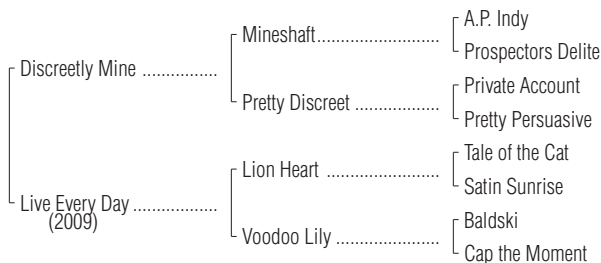 A.P. Indy
Mineshaft........................
Prospectors Delite
Discreetly Mine ...............
Private Account
Pretty Discreet .................
Pretty Persuasive
Tale of the Cat
Lion Heart ......................
Satin Sunrise
Live Every Day .................
(2009)
Baldski
Voodoo Lily .....................
Cap the Moment